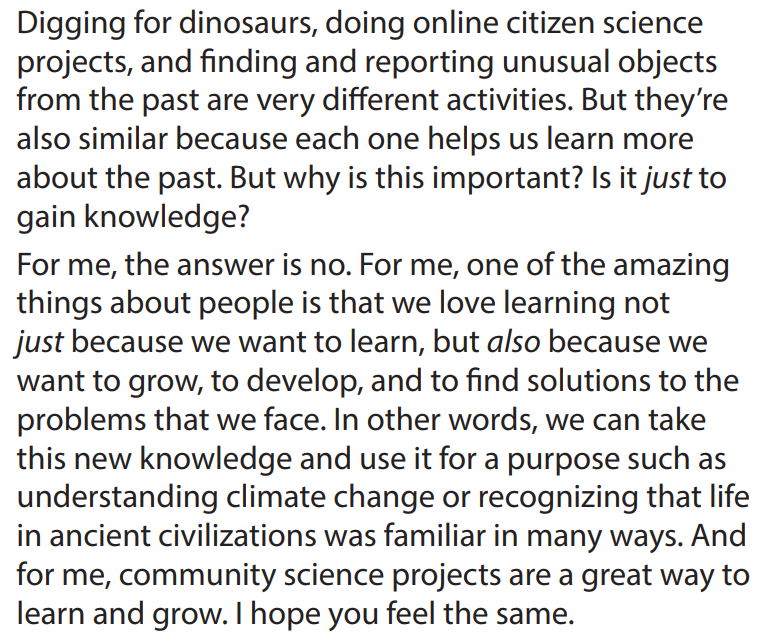 Digging for dinosaurs, doing online citizen science
projects, and finding and reporting unusual objects
from the past are very different activities. But they’re
also similar because each one helps us learn more
about the past. But why is this important? Is it just to
gain knowledge?
For me, the answer is no. For me, one of the amazing
things about people is that we love learning not
just because we want to learn, but also because we
want to grow, to develop, and to find solutions to the
problems that we face. In other words, we can take
this new knowledge and use it for a purpose such as
understanding climate change or recognizing that life
in ancient civilizations was familiar in many ways. And
for me, community science projects are a great way to
learn and grow. I hope you feel the same.